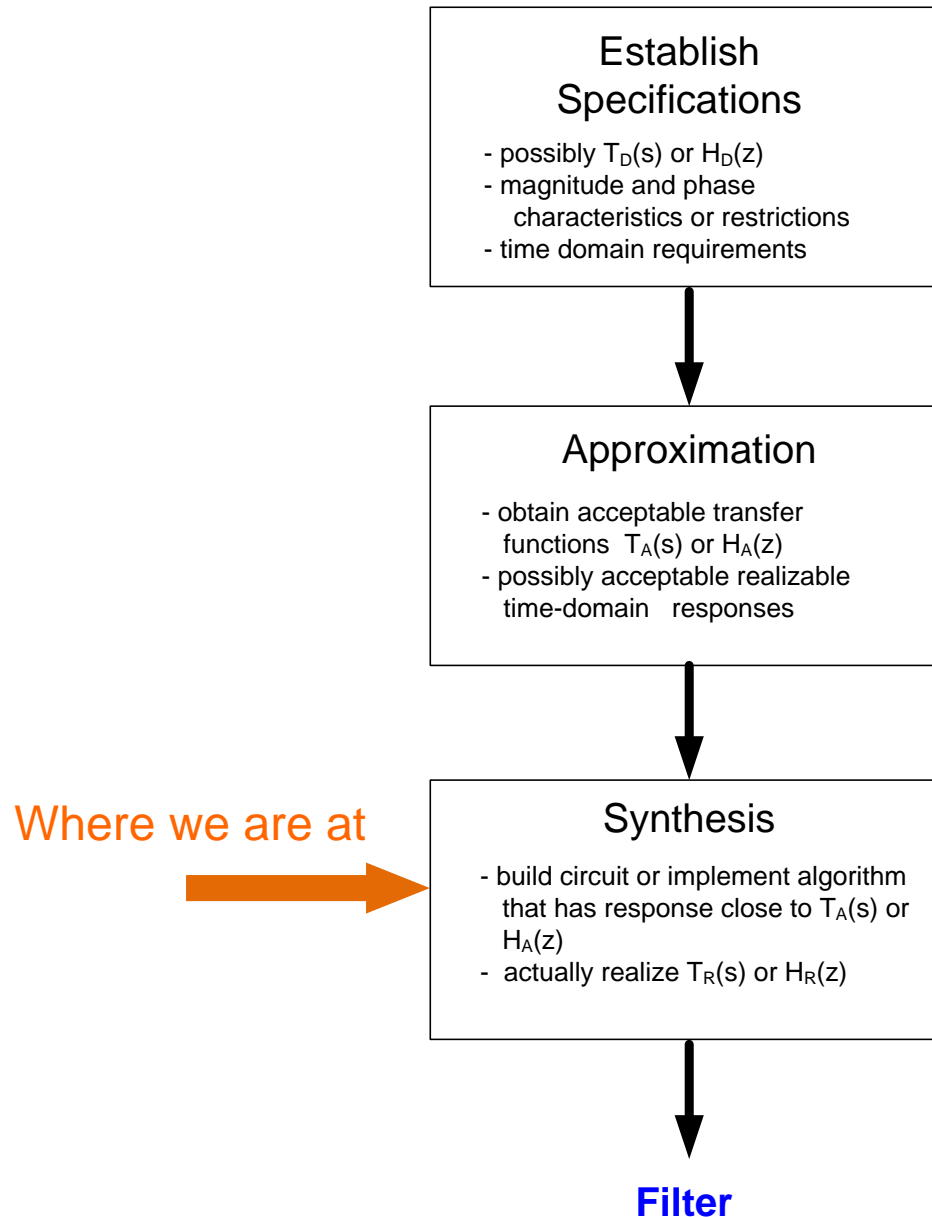 Establish
Specifications
- possibly T_D(s) or H_D(z)
- magnitude and phase
characteristics or restrictions
- time domain requirements
Approximation
- obtain acceptable transfer
functions T_A(s) or H_A(z)
- possibly acceptable realizable
time-domain responses
Where we are at
Synthesis
- build circuit or implement algorithm
that has response close to T_A(s) or
H_A(z)
- actually realize T_R(s) or H_R(z)
Filter